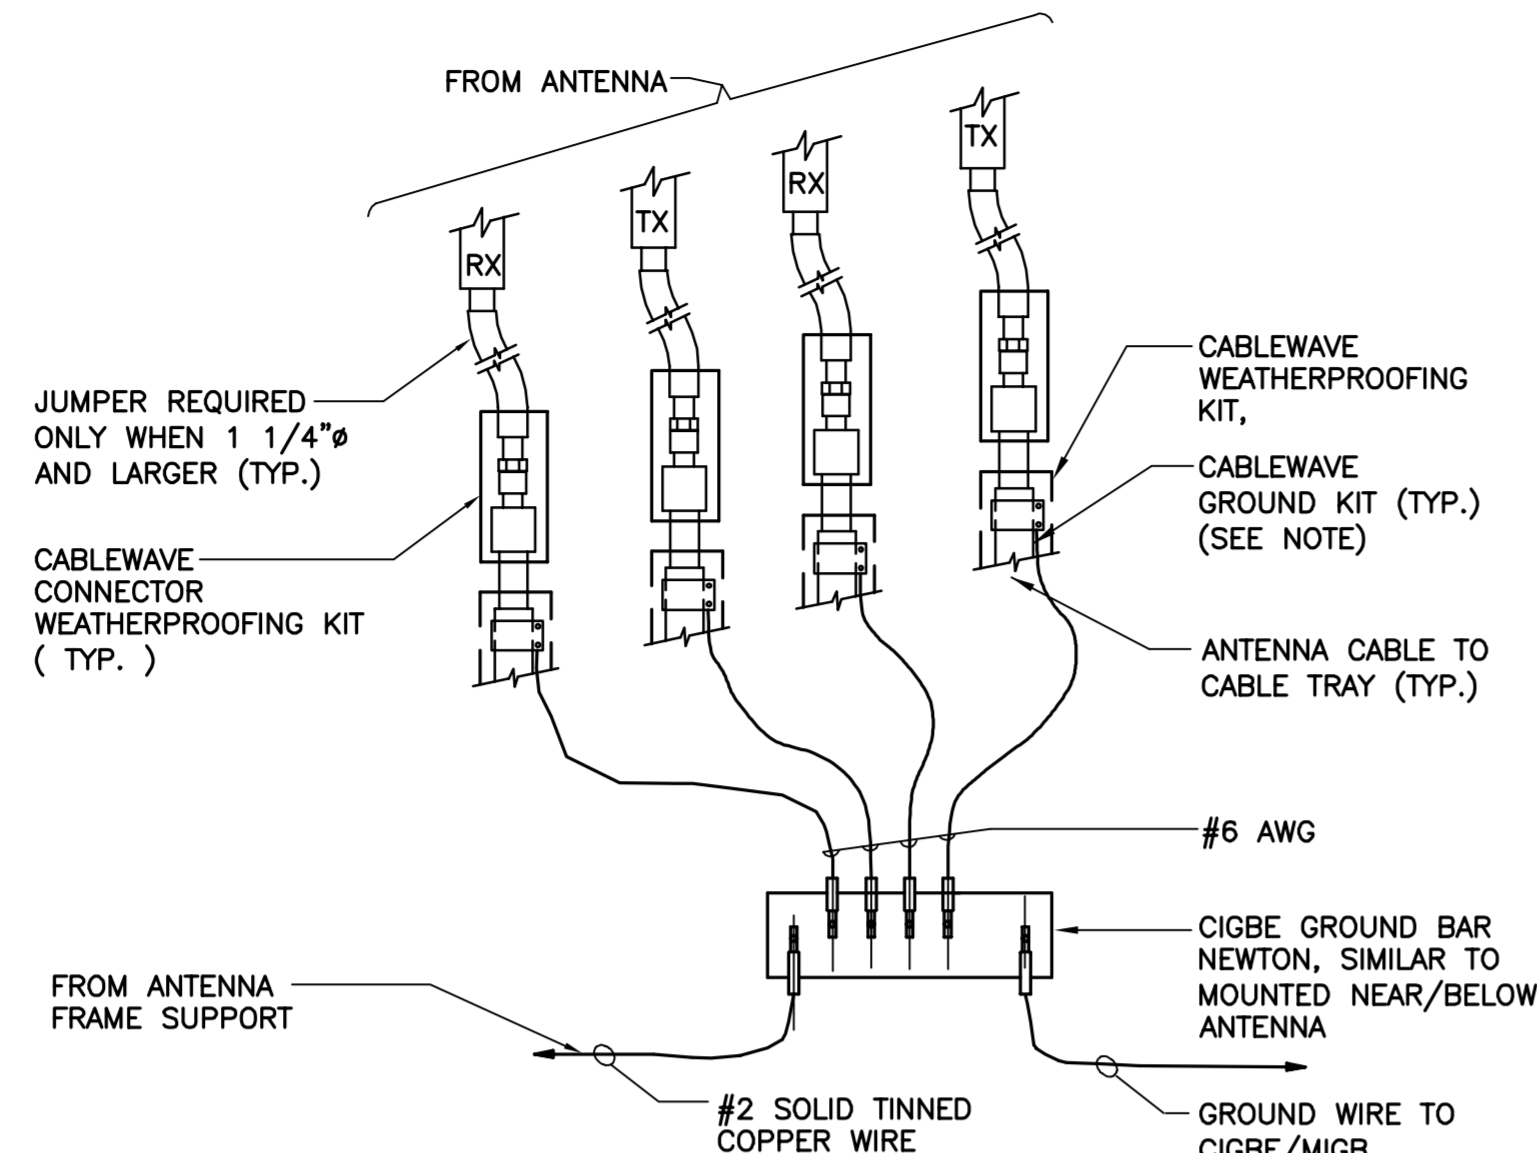 FROM ANTENNA
TX
RX
TX
RX
JUMPER REQUIRED
ONLY WHEN 1 1/4"ø
AND LARGER (TYP.)
CABLEWAVE
CONNECTOR
WEATHERPROOFING KIT
( TYP. )
CABLEWAVE
WEATHERPROOFING
KIT,
CABLEWAVE
GROUND KIT (TYP.)
(SEE NOTE)
ANTENNA CABLE TO
CABLE TRAY (TYP.)
#6 AWG
CIGBE GROUND BAR
NEWTON, SIMILAR TO
MOUNTED NEAR/BELOW
ANTENNA
FROM ANTENNA
FRAME SUPPORT
#2 SOLID TINNED
COPPER WIRE
GROUND WIRE TO
CIGBE/MIGB